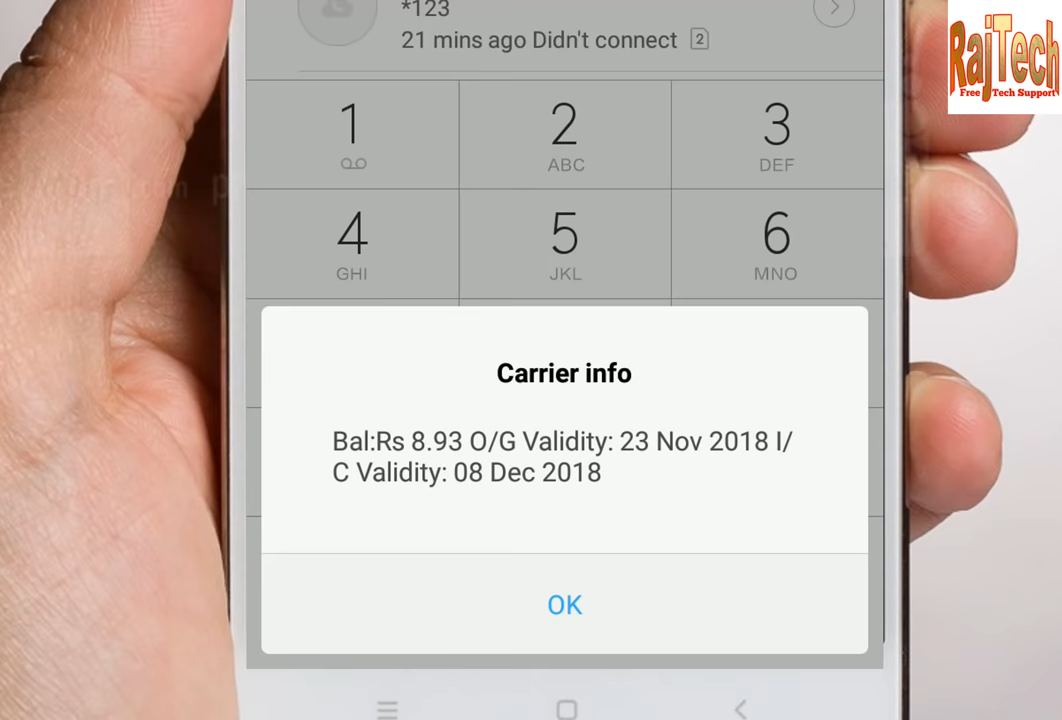 *123
21 mins ago Didn't connect 2
RajTech
Free Tech Support
1
2
ABC
3
DEF
4
GHI
5
JKL
6
MNO
Carrier info
Bal:Rs 8.93 O/G Validity: 23 Nov 2018 I/
C Validity: 08 Dec 2018
OK